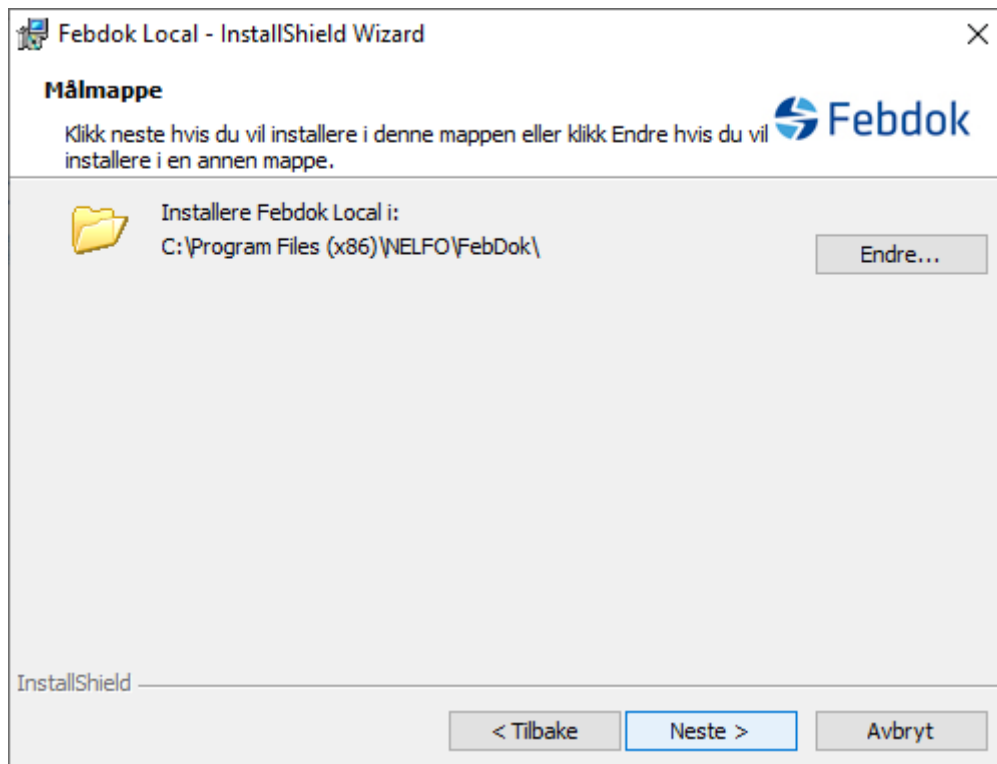 Febdok Local - InstallShield Wizard
Målmappe
Klikk neste hvis du vil installere i denne mappen eller klikk Endre hvis du vil
installere i en annen mappe.
Febdok
Installere Febdok Local i:
C:\Program Files (x86)\NELFO\FebDok\
Endre...
InstallShield
< Tilbake
Neste >
Avbryt